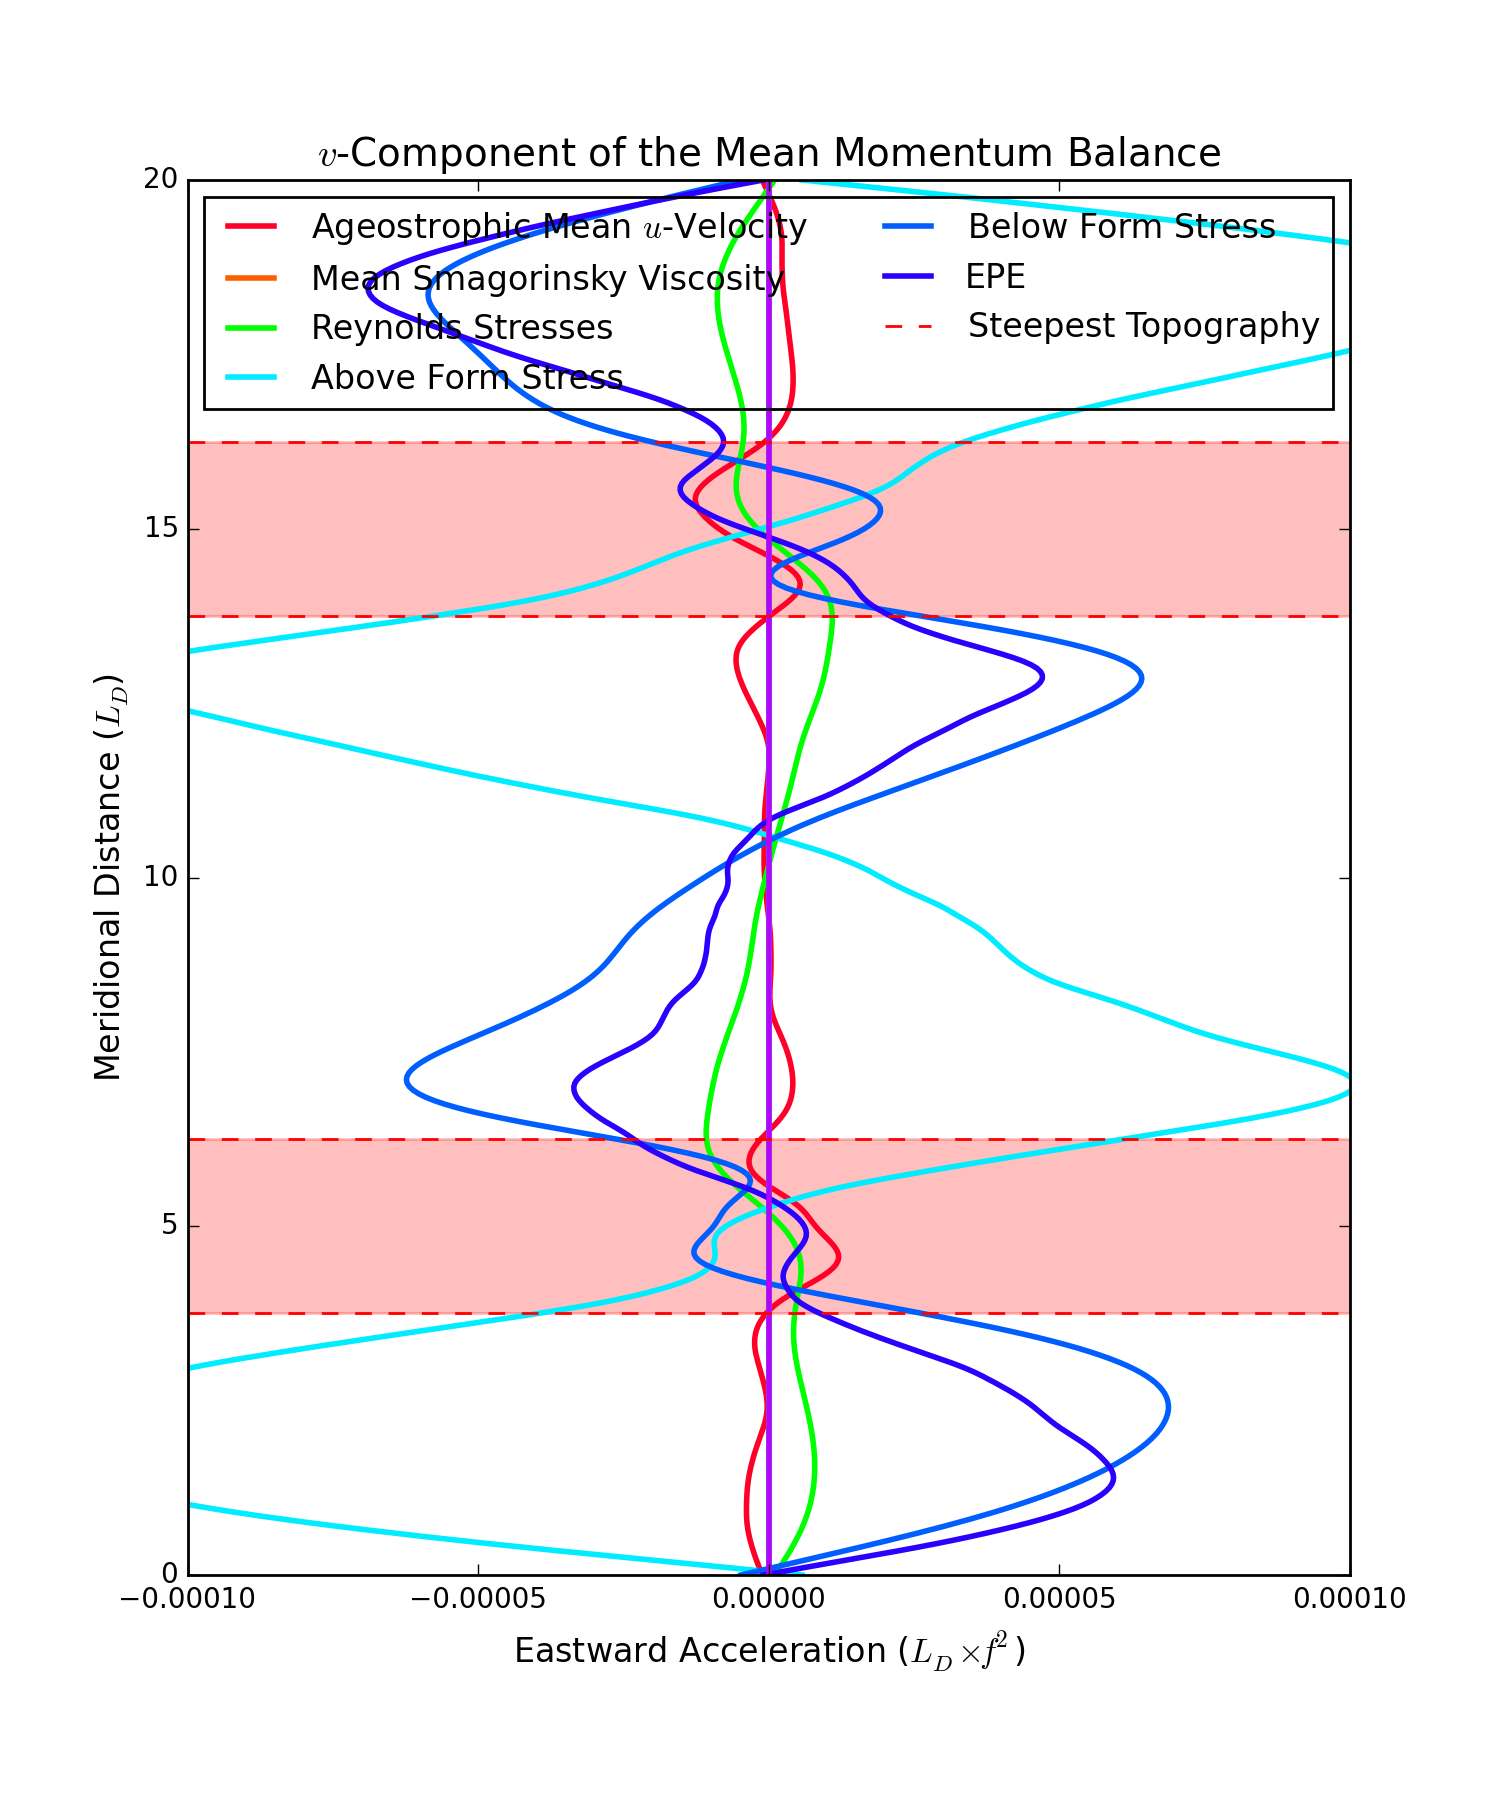 v-Component of the Mean Momentum Balance
20
Ageostrophic Mean u-Velocity
Mean Smagorinsky Viscosity
Reynolds Stresses
Above Form Stress
Below Form Stress
EPE
Steepest Topography
15
10
5
0
Meridional Distance (L_D)
−0.00010 −0.00005 0.00000 0.00005 0.00010
Eastward Acceleration (L_D × f²)